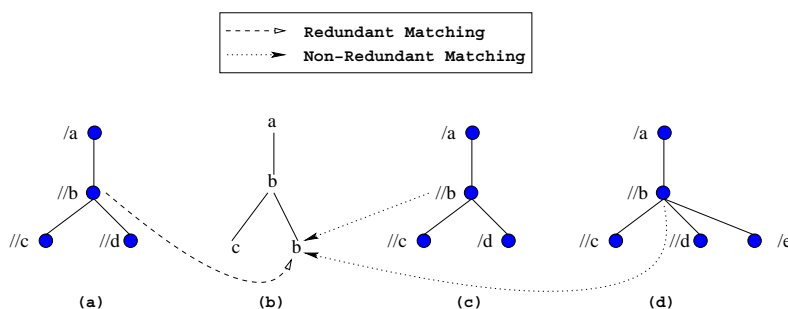 Redundant Matching
Non-Redundant Matching
/a a /a /a
//b b //b //b
//c //d c b //c /d //c //d /e
(a) (b) (c) (d)